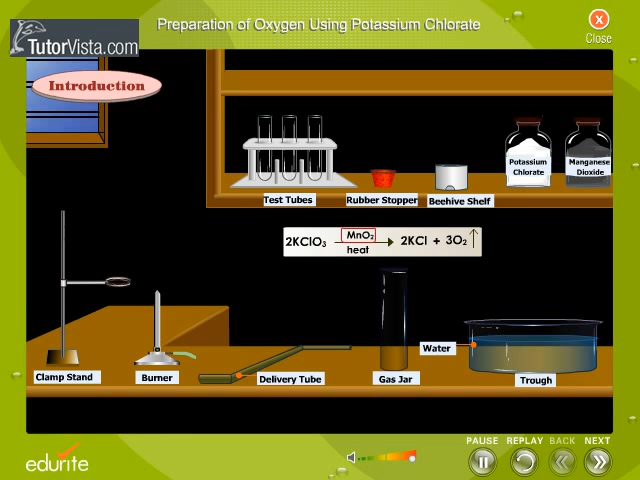 Preparation of Oxygen Using Potassium Chlorate
X
Close
TutorVista.com
Introduction
Potassium
Chlorate
Manganese
Dioxide
Test Tubes
Rubber Stopper
Beehive Shelf
2KClO₃ MnO₂ heat → 2KCl + 3O₂ ↑
Water
Clamp Stand
Burner
Delivery Tube
Gas Jar
Trough
edurite
PAUSE REPLAY BACK NEXT